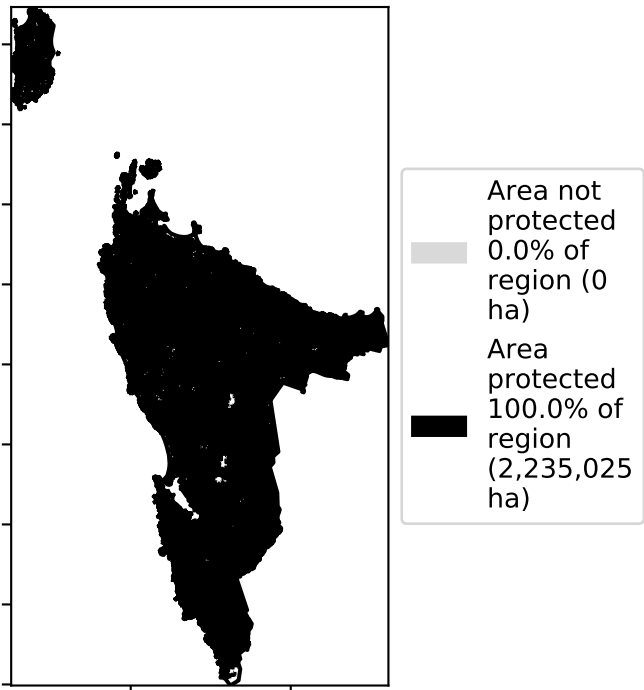 Area not
protected
0.0% of
region (0
ha)
Area
protected
100.0% of
region
(2,235,025
ha)